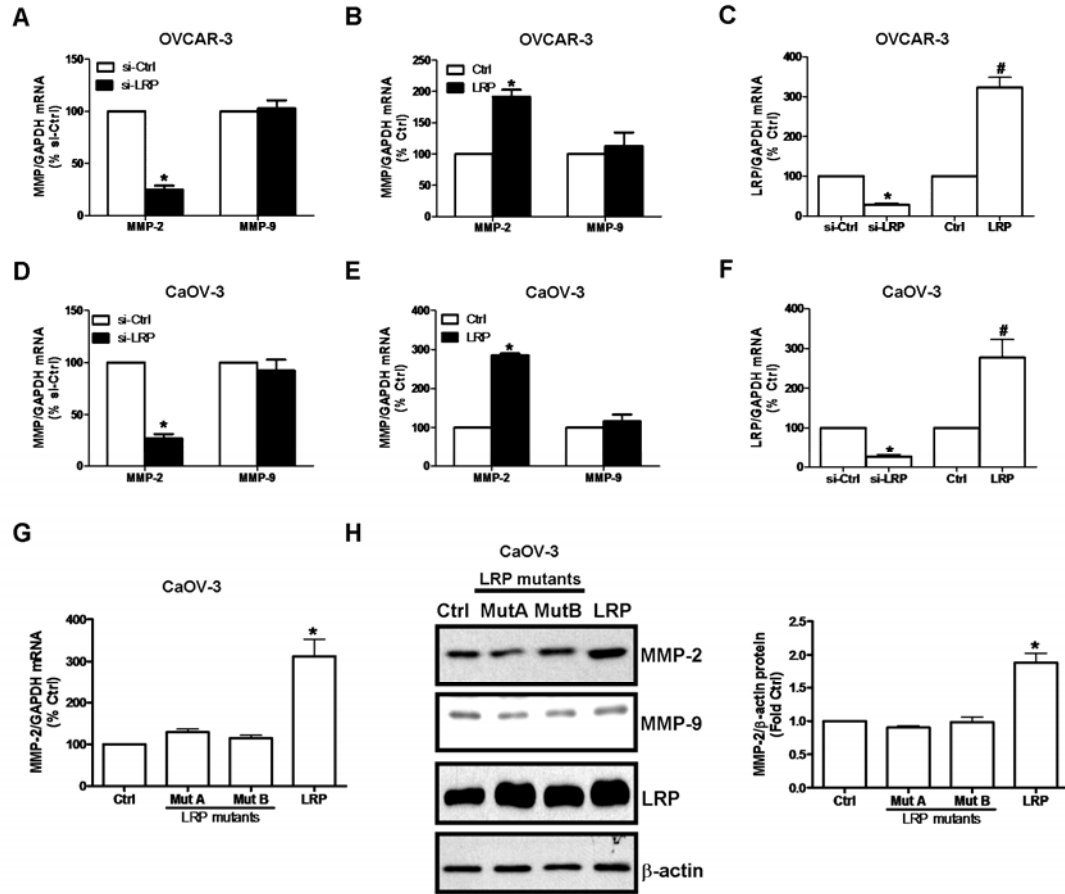 A
OVCAR-3
MMP/GAPDH mRNA
(% si-Ctrl)
150
100
50
0
si-Ctrl
si-LRP
*
MMP-2
MMP-9
B
OVCAR-3
MMP/GAPDH mRNA
(% Ctrl)
250
200
150
100
50
0
Ctrl
LRP
*
MMP-2
MMP-9
C
OVCAR-3
LRP/GAPDH mRNA
(% Ctrl)
400
300
200
100
0
*
#
si-Ctrl si-LRP Ctrl LRP
D
CaOV-3
MMP/GAPDH mRNA
(% si-Ctrl)
150
100
50
0
si-Ctrl
si-LRP
*
MMP-2
MMP-9
E
CaOV-3
MMP/GAPDH mRNA
(% Ctrl)
400
300
200
100
0
Ctrl
LRP
*
MMP-2
MMP-9
F
CaOV-3
LRP/GAPDH mRNA
(% Ctrl)
400
300
200
100
0
*
#
si-Ctrl si-LRP Ctrl LRP
G
CaOV-3
MMP-2/GAPDH mRNA
(% Ctrl)
400
300
200
100
0
*
Ctrl Mut A Mut B LRP
LRP mutants
H
CaOV-3
LRP mutants
Ctrl MutA MutB LRP
MMP-2
MMP-9
LRP
β-actin
MMP-2/β-actin protein
(Fold Ctrl)
2.5
2.0
1.5
1.0
0.5
0.0
*
Ctrl Mut A Mut B LRP
LRP mutants